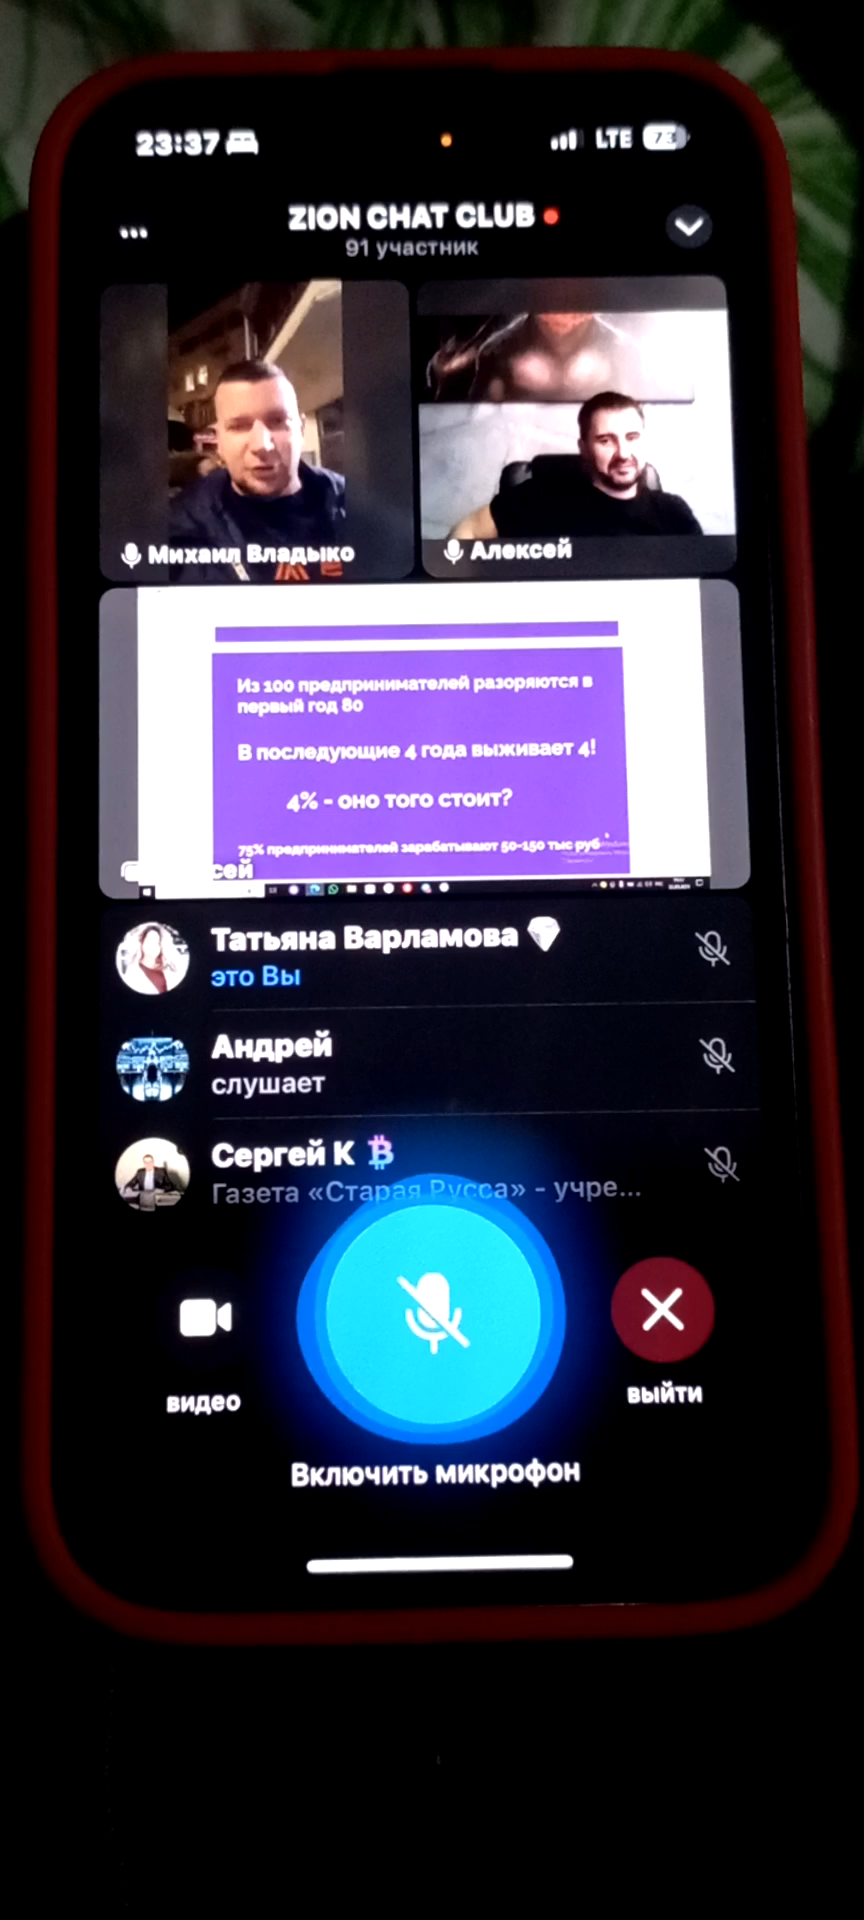 23:37
LTE 73
ZION CHAT CLUB
91 участник
Михаил Владыко
Алексей
Из 100 предпринимателей разоряются в
первый год 80
В последующие 4 года выживает 4!
4% - оно того стоит?
75% предпринимателей зарабатывают 50-150 тыс руб
сей
Татьяна Варламова
это Вы
Андрей
слушает
Сергей К
Газета «Старая Русса» - учре...
видео
выйти
Включить микрофон